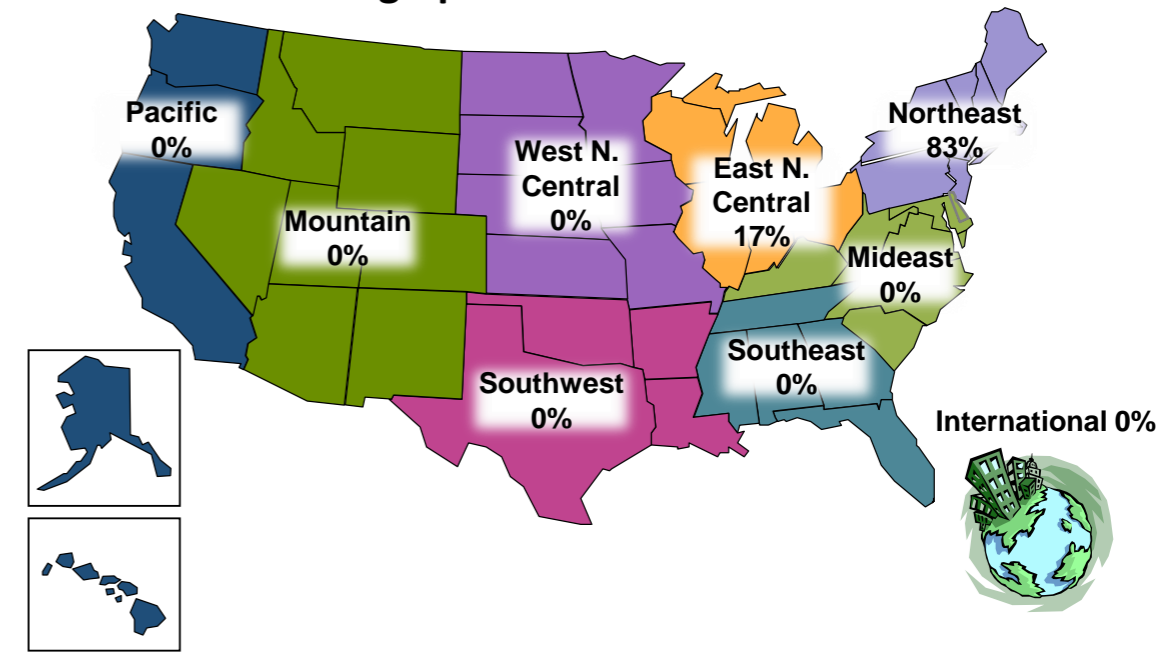 Pacific
0%
Mountain
0%
West N.
Central
0%
East N.
Central
17%
Northeast
83%
Mideast
0%
Southeast
0%
Southwest
0%
International 0%